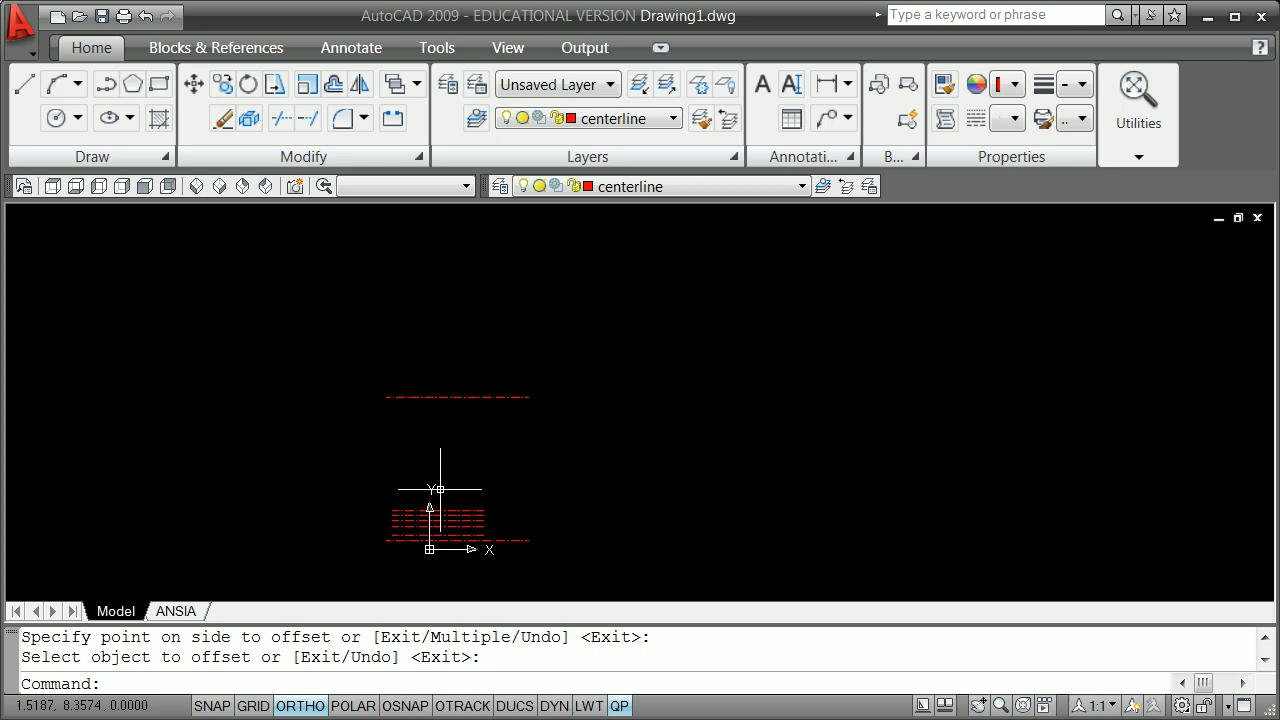 AutoCAD 2009 - EDUCATIONAL VERSION Drawing1.dwg
Type a keyword or phrase
Home Blocks & References Annotate Tools View Output
Unsaved Layer
centerline
Utilities
1:1
Draw Modify Layers Annotati... B... Properties
centerline
Y
X
Model ANSIA
Specify point on side to offset or [Exit/Multiple/Undo] <Exit>:
Select object to offset or [Exit/Undo] <Exit>:
Command:
1.5187, 8.3574, 0.0000 SNAP GRID ORTHO POLAR OSNAP OTRACK DUCS DYN LWT QP